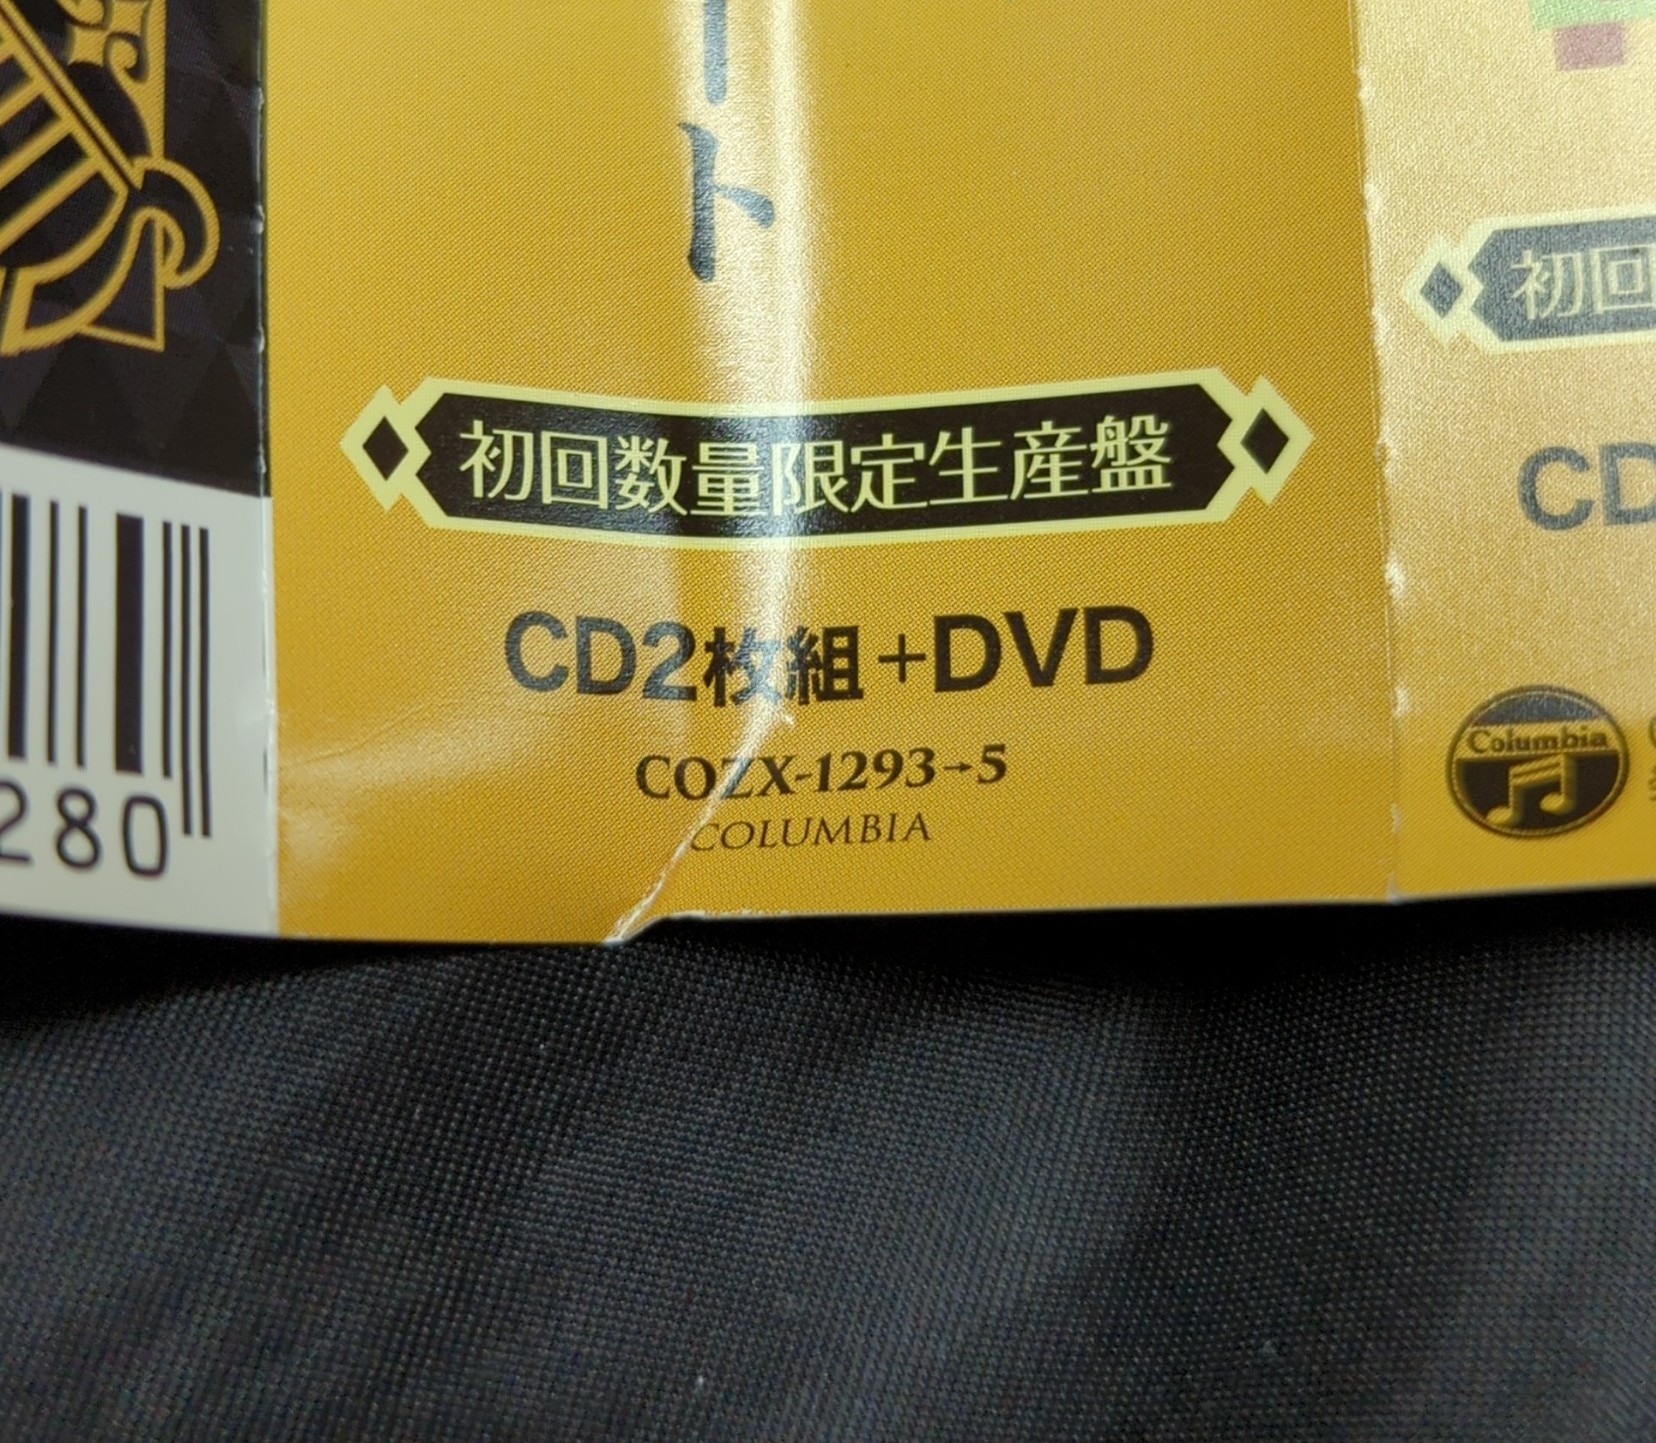 ート
初回数量限定生産盤
CD2枚組+DVD
COZX-1293→5
COLUMBIA
280
初回
CD
Columbia